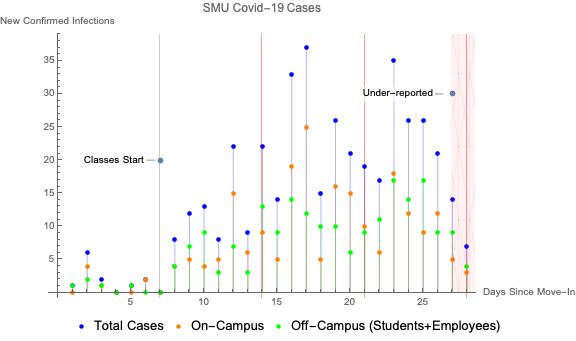 SMU Covid-19 Cases
New Confirmed Infections
35
30
25
20
15
10
5
Under-reported
Classes Start
5
10
15
20
25
Days Since Move-In
Total Cases
On-Campus
Off-Campus (Students+Employees)